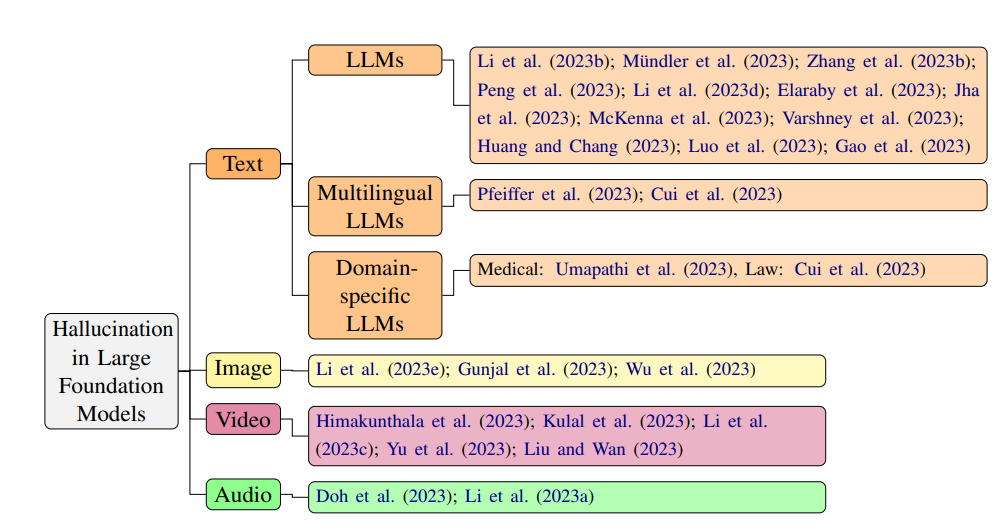 LLMs
Li et al. (2023b); Mündler et al. (2023); Zhang et al. (2023b);
Peng et al. (2023); Li et al. (2023d); Elaraby et al. (2023); Jha
et al. (2023); McKenna et al. (2023); Varshney et al. (2023);
Huang and Chang (2023); Luo et al. (2023); Gao et al. (2023)
Text
Multilingual
LLMs
Pfeiffer et al. (2023); Cui et al. (2023)
Domain-
specific
LLMs
Medical: Umapathi et al. (2023), Law: Cui et al. (2023)
Hallucination
in Large
Foundation
Models
Image
Li et al. (2023e); Gunjal et al. (2023); Wu et al. (2023)
Video
Himakunthala et al. (2023); Kulal et al. (2023); Li et al.
(2023c); Yu et al. (2023); Liu and Wan (2023)
Audio
Doh et al. (2023); Li et al. (2023a)